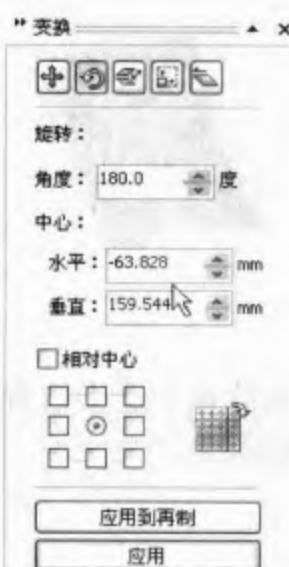 变换
旋转：
角度： 180.0 度
中心：
水平： -63.828 mm
垂直： 159.544 mm
相对中心
应用到再制
应用